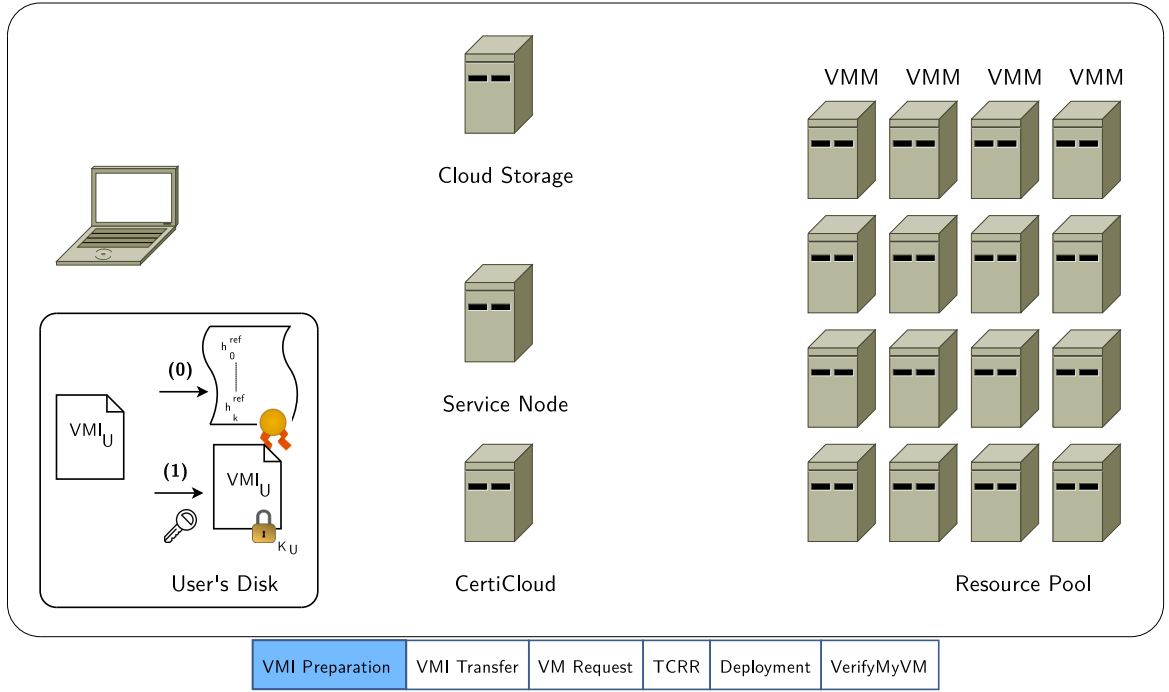 VMM VMM VMM VMM
Cloud Storage
Service Node
CertiCloud
Resource Pool
h ref 0
h ref k
(0)
VMI U
(1)
VMI U
K U
User's Disk
VMI Preparation VMI Transfer VM Request TCRR Deployment VerifyMyVM